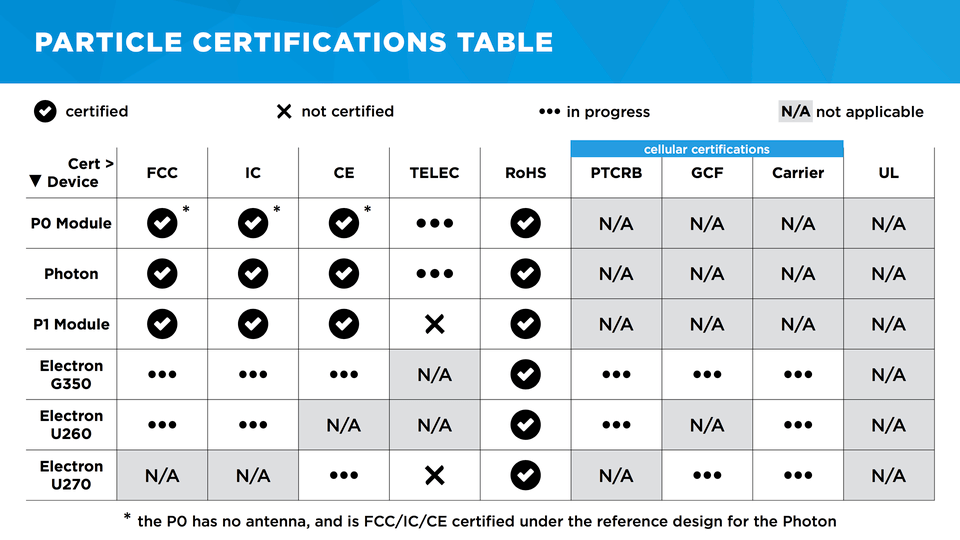 PARTICLE CERTIFICATIONS TABLE
certified not certified in progress N/A not applicable
cellular certifications
Cert >
Device FCC IC CE TELEC RoHS PTCRB GCF Carrier UL
P0 Module * * * N/A N/A N/A N/A
Photon N/A N/A N/A N/A
P1 Module N/A N/A N/A N/A
Electron
G350 N/A N/A
Electron
U260 N/A N/A N/A N/A
Electron
U270 N/A N/A N/A N/A
* the P0 has no antenna, and is FCC/IC/CE certified under the reference design for the Photon